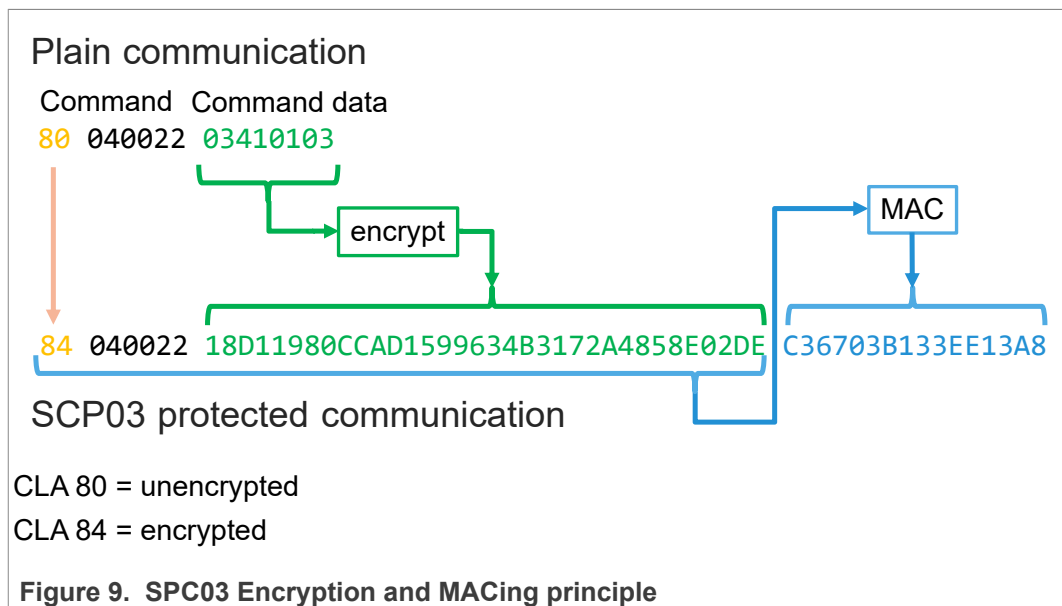 Plain communication
Command Command data
80 040022 03410103
MAC
encrypt
84 040022 18D11980CCAD1599634B3172A4858E02DE C36703B133EE13A8
SCP03 protected communication
CLA 80 = unencrypted
CLA 84 = encrypted
Figure 9. SPC03 Encryption and MACing principle